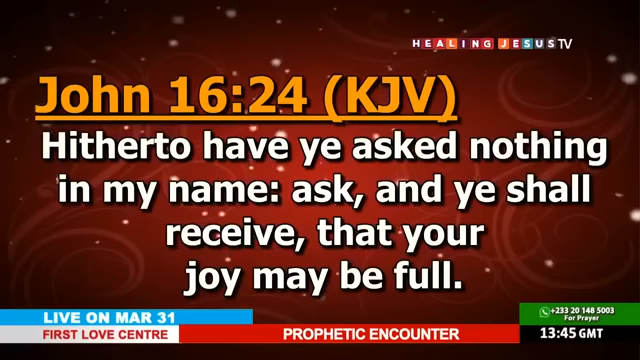 HEALING JESUS TV
John 16:24 (KJV)
Hitherto have ye asked nothing
in my name: ask, and ye shall
receive, that your
joy may be full.
LIVE ON MAR 31
+233 20 148 5003
For Prayer
FIRST LOVE CENTRE
PROPHETIC ENCOUNTER
13:45 GMT